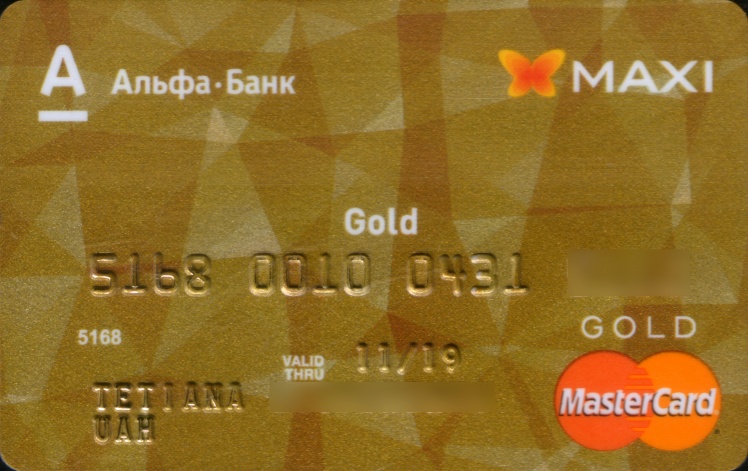 А Альфа·Банк MAXI
Gold
5168 0010 0431
5168
VALID THRU 11/19
TETIANA
UAH
GOLD
MasterCard